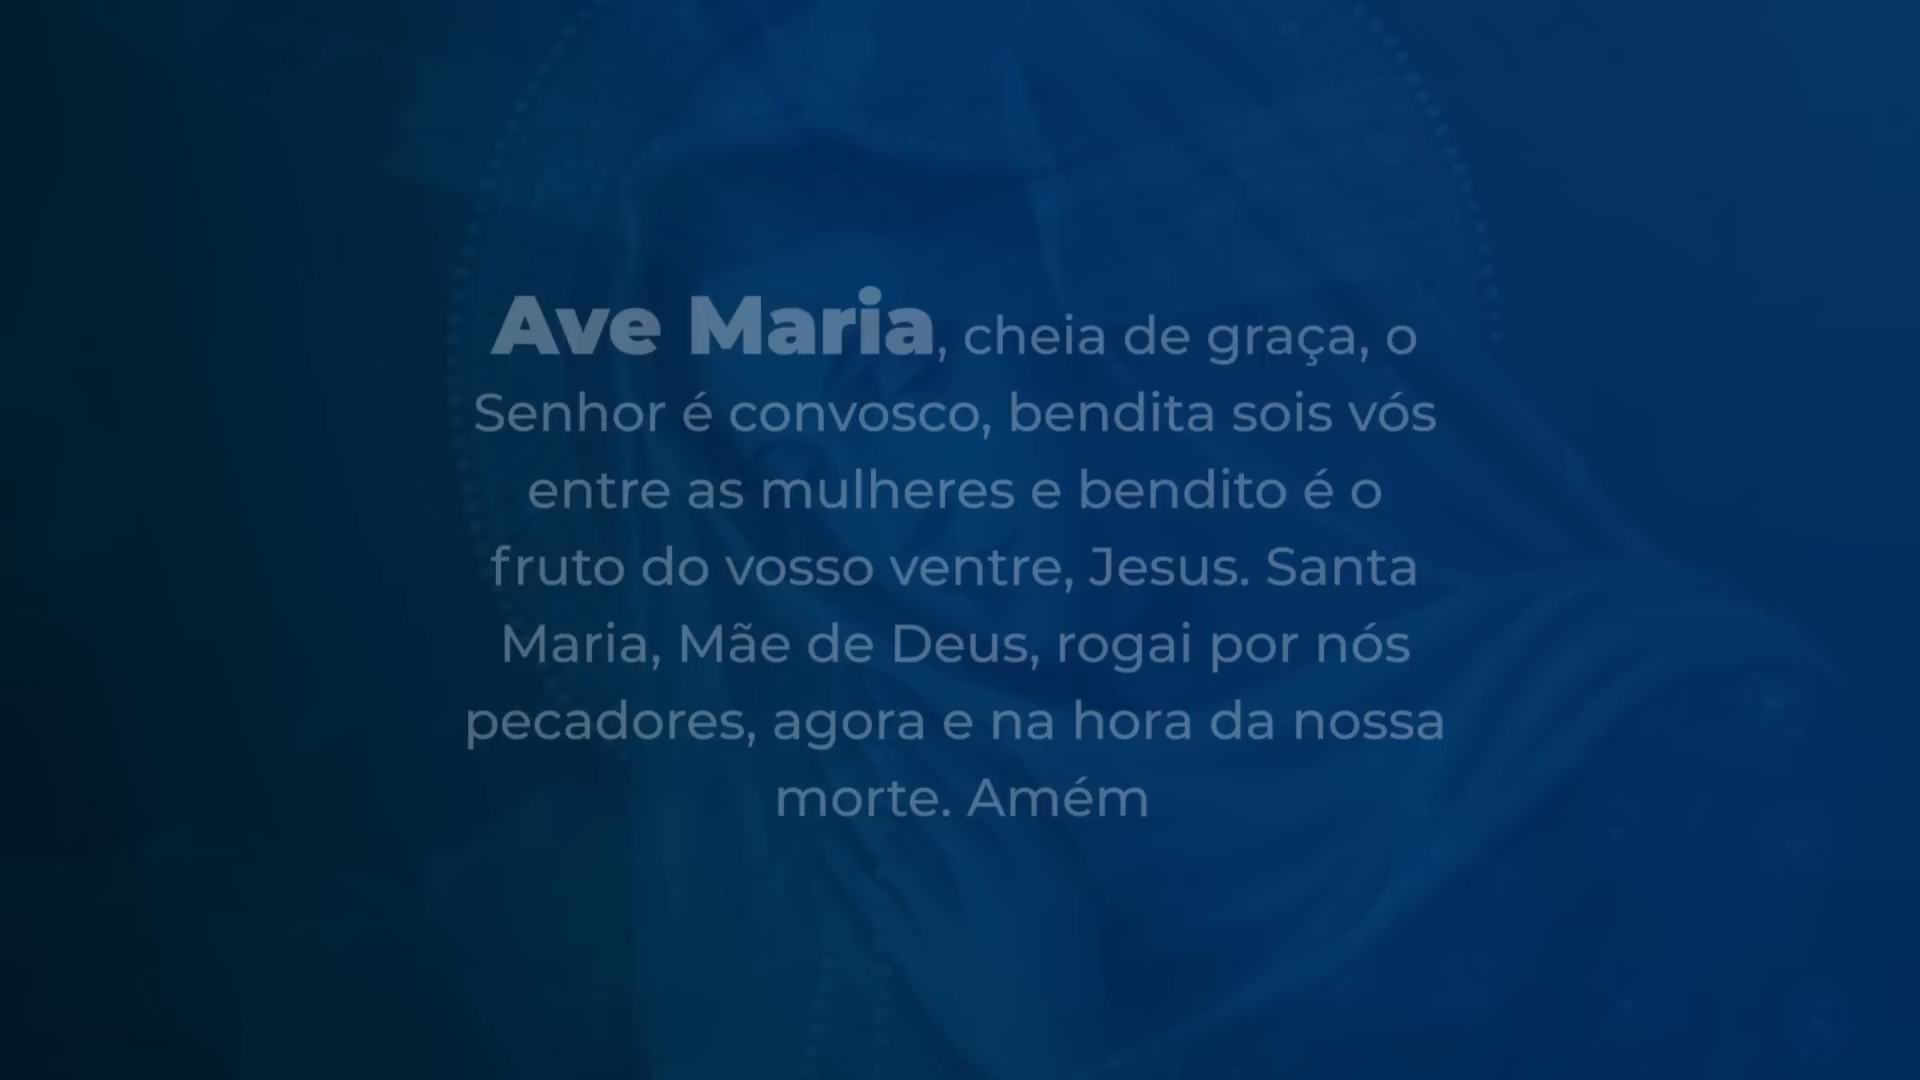 Ave Maria, cheia de graça, o
Senhor é convosco, bendita sois vós
entre as mulheres e bendito é o
fruto do vosso ventre, Jesus. Santa
Maria, Mãe de Deus, rogai por nós
pecadores, agora e na hora da nossa
morte. Amém